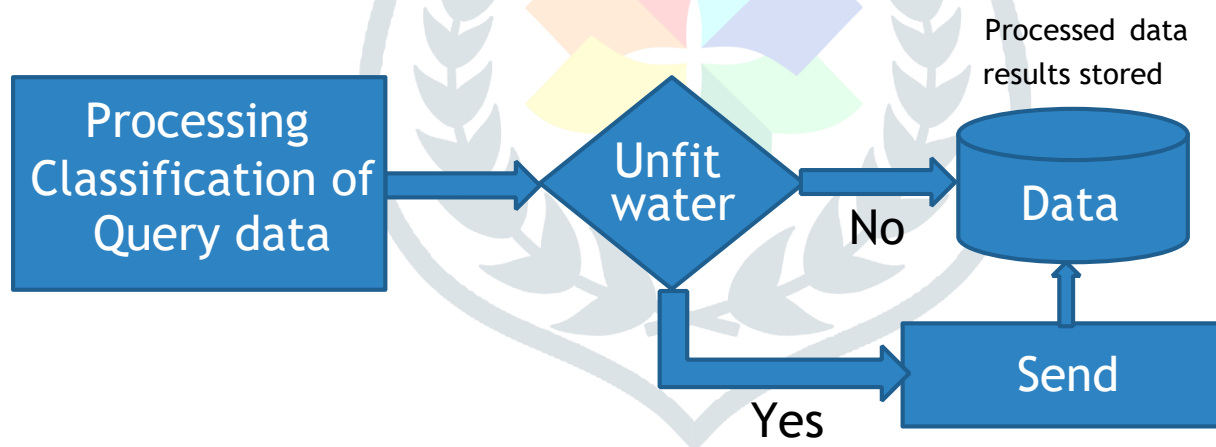 Processing
Classification of
Query data
Unfit
water
No
Yes
Processed data
results stored
Data
Send